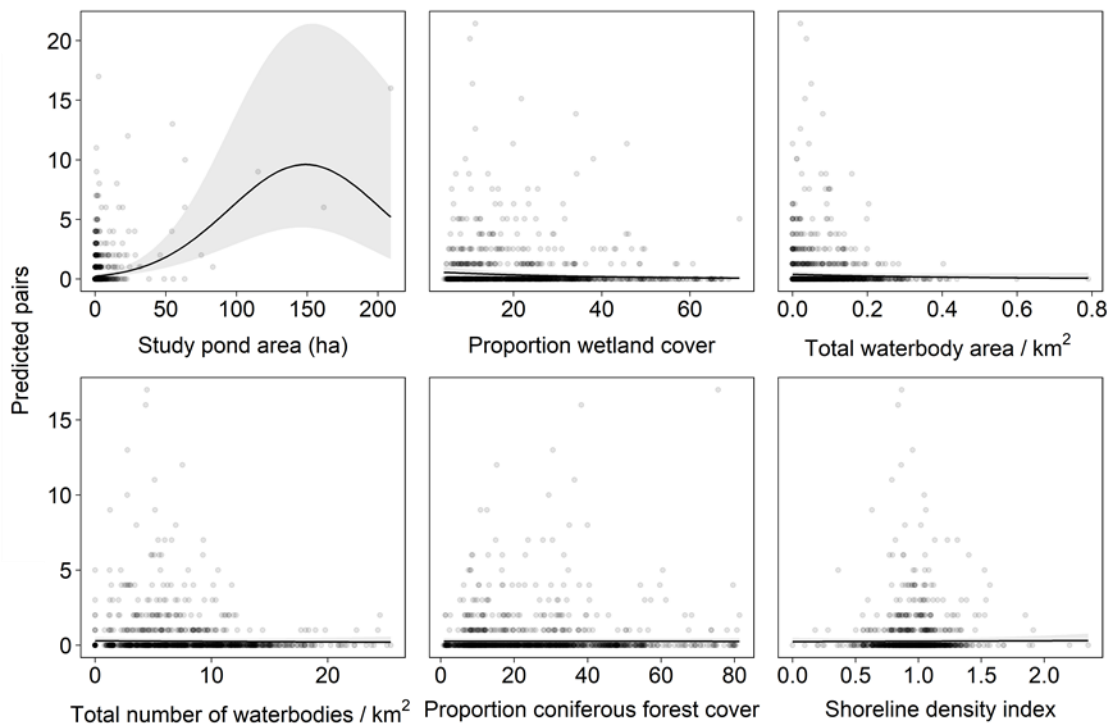 Predicted pairs
20
15
10
5
0
0 50 100 150 200
Study pond area (ha)
20 40 60
Proportion wetland cover
0.0 0.2 0.4 0.6 0.8
Total waterbody area / km²
15
10
5
0
0 10 20
Total number of waterbodies / km²
0 20 40 60 80
Proportion coniferous forest cover
0.0 0.5 1.0 1.5 2.0
Shoreline density index